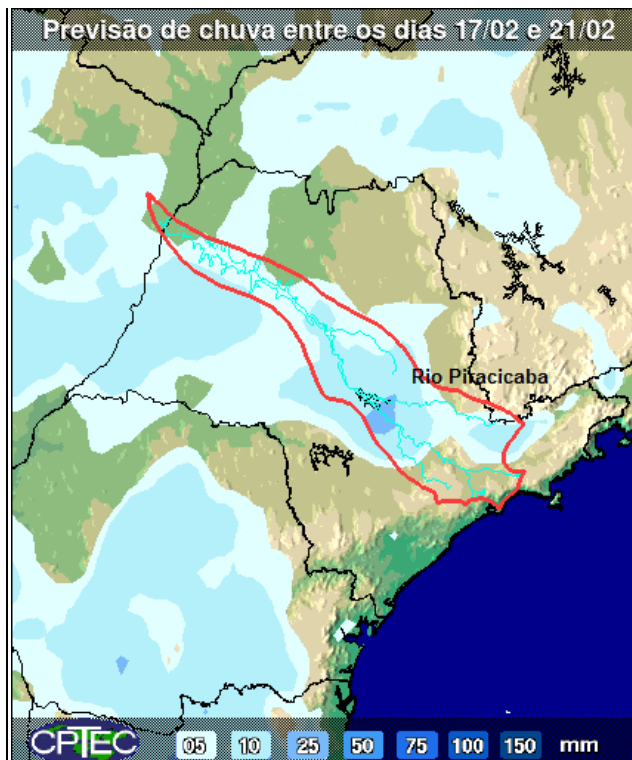 Previsão de chuva entre os dias 17/02 e 21/02
Rio Piracicaba
CPTEC 05 10 25 50 75 100 150 mm